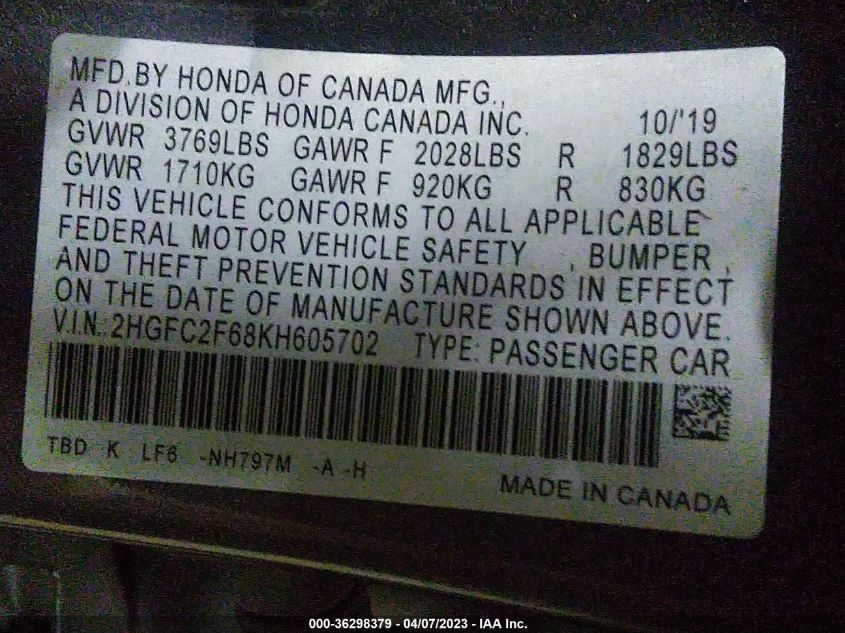 MFD.BY HONDA OF CANADA MFG.,
A DIVISION OF HONDA CANADA INC. 10/'19
GVWR 3769LBS GAWR F 2028LBS R 1829LBS
GVWR 1710KG GAWR F 920KG R 830KG
THIS VEHICLE CONFORMS TO ALL APPLICABLE
FEDERAL MOTOR VEHICLE SAFETY , BUMPER ,
AND THEFT PREVENTION STANDARDS IN EFFECT
ON THE DATE OF MANUFACTURE SHOWN ABOVE.
V.I.N.: 2HGFC2F68KH605702 TYPE: PASSENGER CAR
TBD K LF6 -NH797M -A -H
MADE IN CANADA
000-36298379 - 04/07/2023 - IAA Inc.